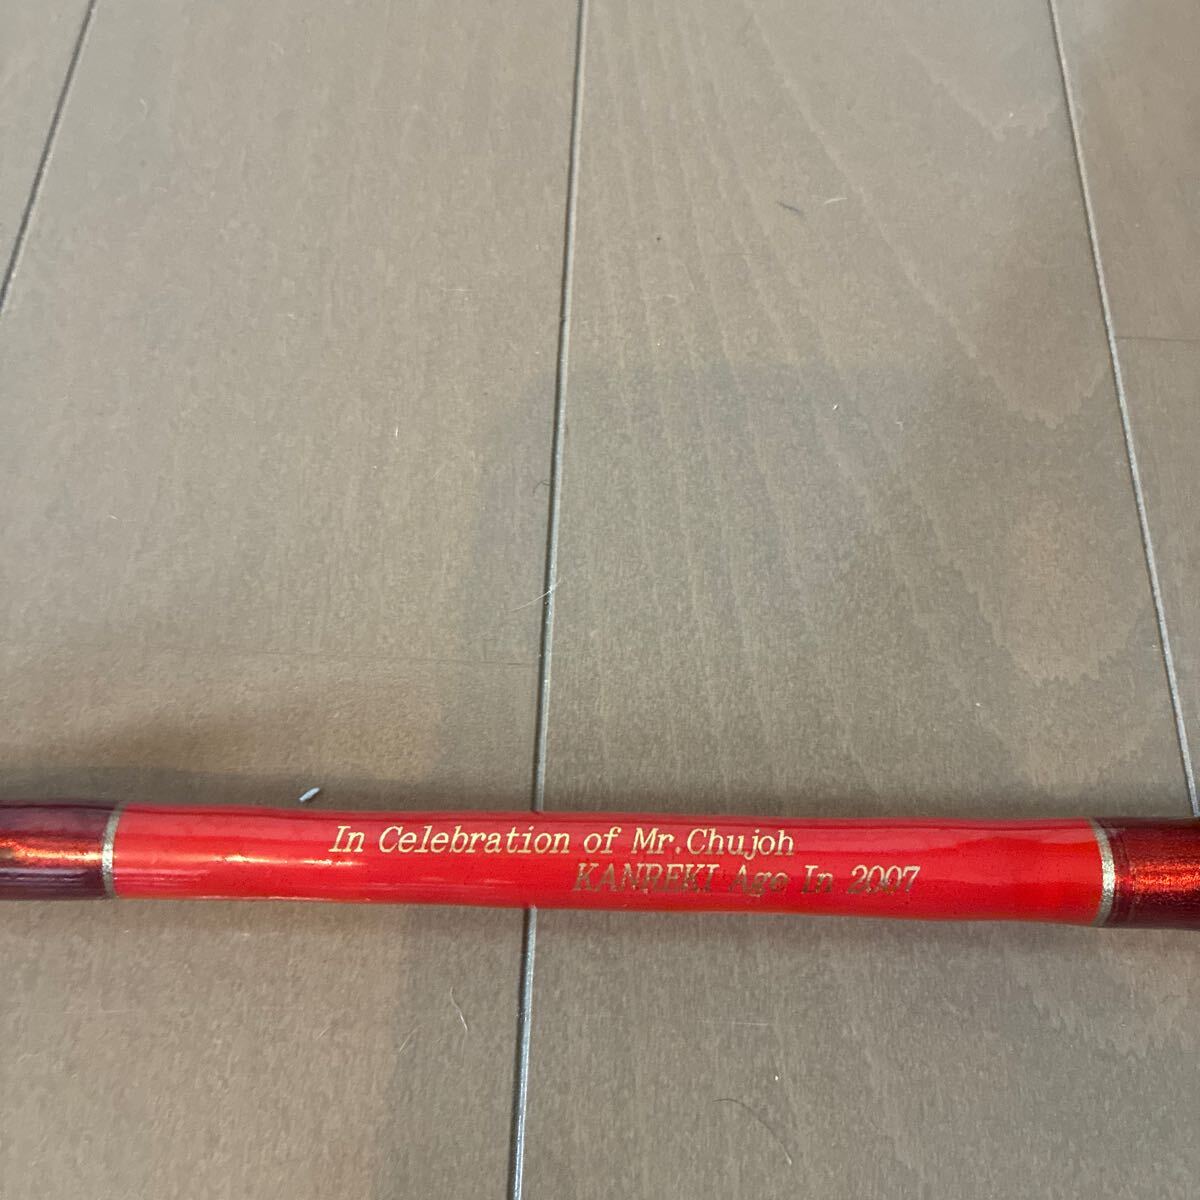 In Celebration of Mr.Chujoh
KANREKI Age In 2007